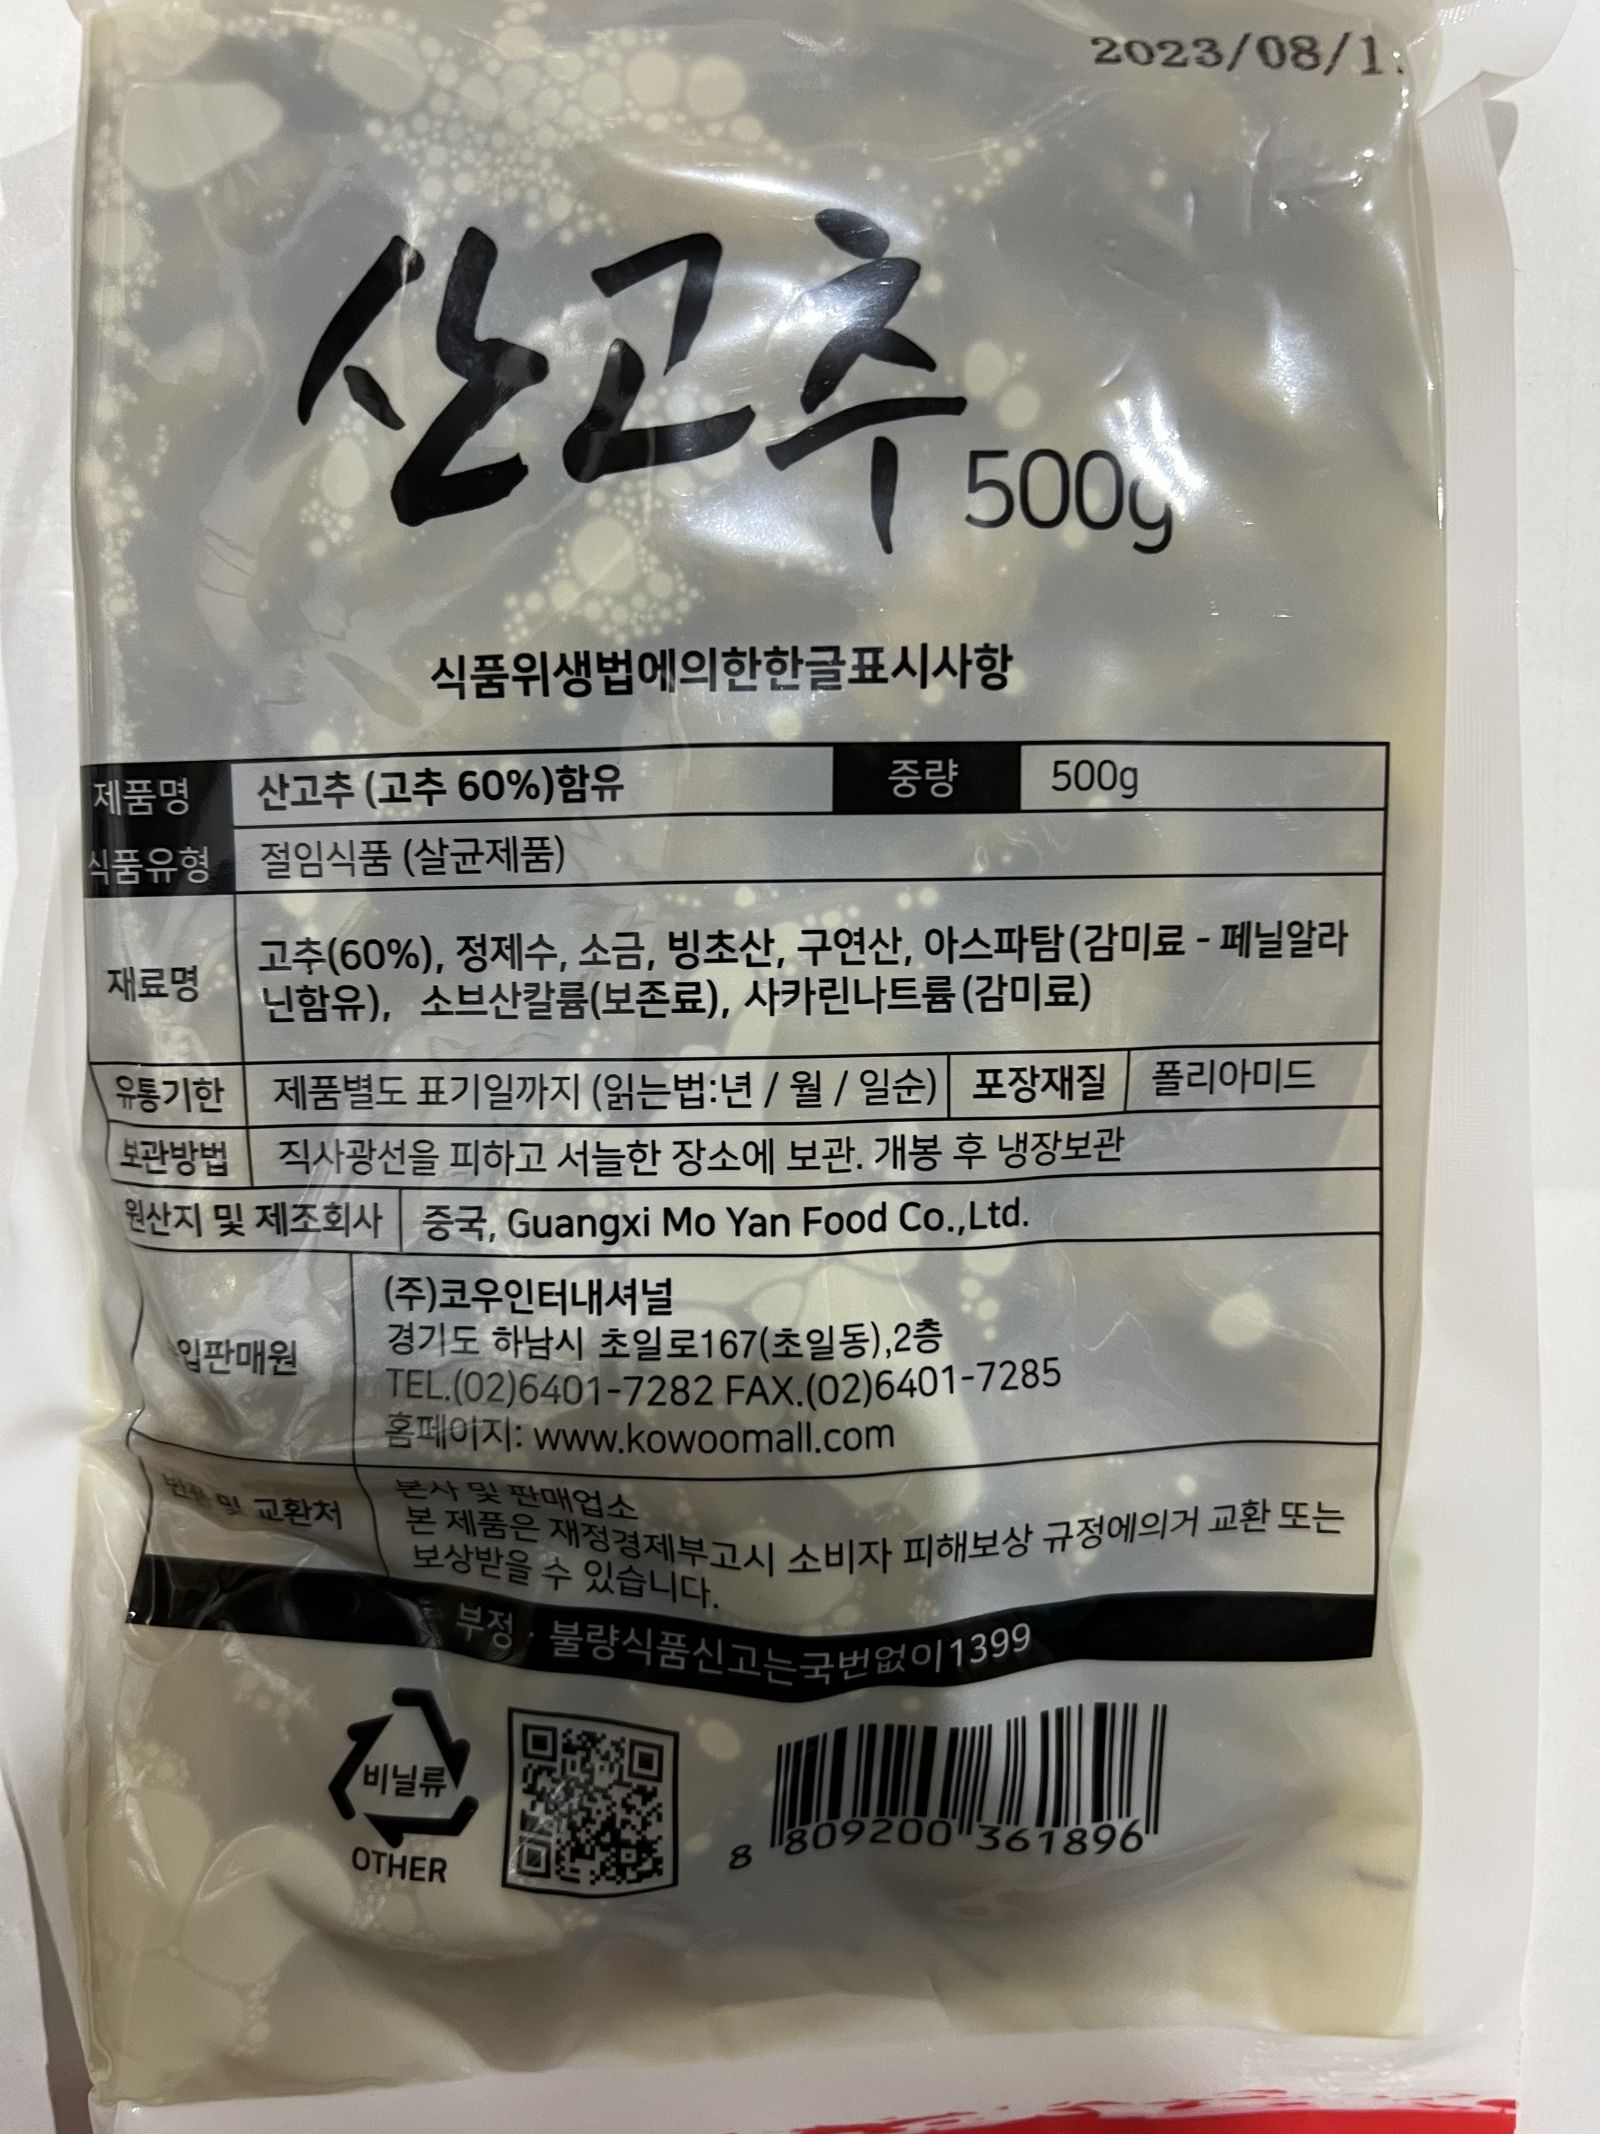 2023/08/1
산고추 500g
식품위생법에의한한글표시사항
제품명 산고추 (고추 60%)함유 중량 500g
식품유형 절임식품 (살균제품)
재료명 고추(60%), 정제수, 소금, 빙초산, 구연산, 아스파탐(감미료 - 페닐알라
닌함유), 소브산칼륨(보존료), 사카린나트륨(감미료)
유통기한 제품별도 표기일까지 (읽는법:년 / 월 / 일순) 포장재질 폴리아미드
보관방법 직사광선을 피하고 서늘한 장소에 보관. 개봉 후 냉장보관
원산지 및 제조회사 중국, Guangxi Mo Yan Food Co.,Ltd.
(주)코우인터내셔널
경기도 하남시 초일로167(초일동),2층
입판매원
TEL.(02)6401-7282 FAX.(02)6401-7285
홈페이지: www.kowoomall.com
및 교환처 본사 및 판매업소
본 제품은 재정경제부고시 소비자 피해보상 규정에의거 교환 또는
보상받을 수 있습니다.
부정 · 불량식품신고는국번없이1399
비닐류
OTHER
8 809200 361896